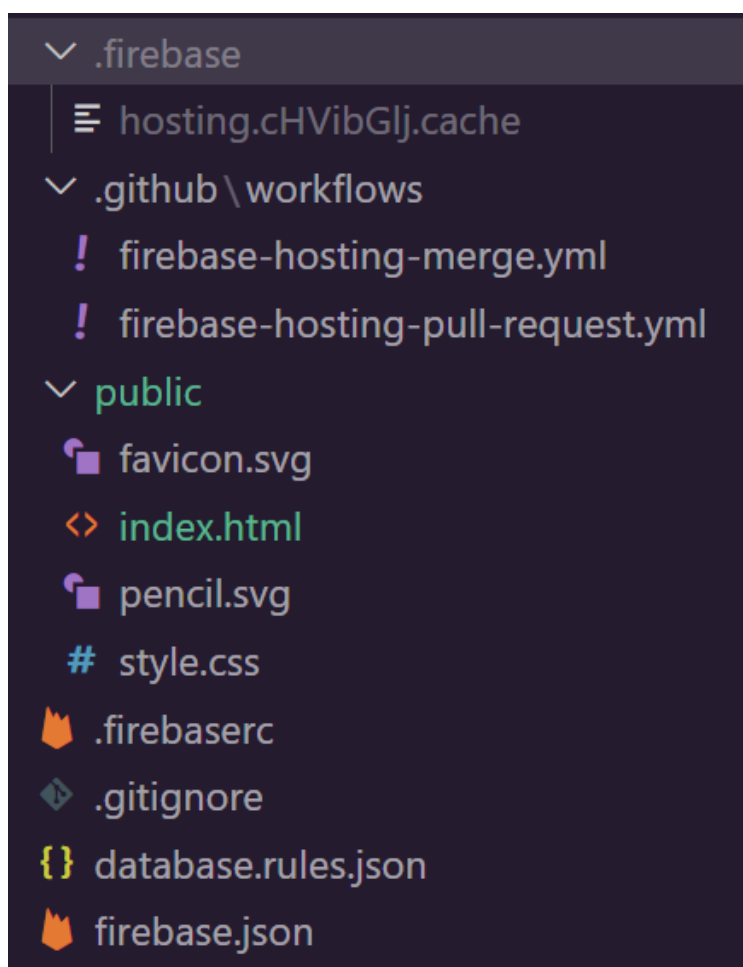 .firebase
hosting.cHVibGlj.cache
.github\workflows
firebase-hosting-merge.yml
firebase-hosting-pull-request.yml
public
favicon.svg
index.html
pencil.svg
style.css
.firebaserc
.gitignore
database.rules.json
firebase.json